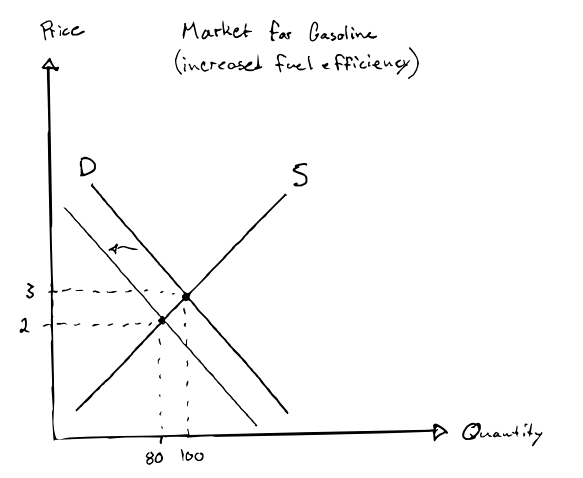 Price
Market for Gasoline
(increased fuel efficiency)
D
S
3
2
80 100
Quantity